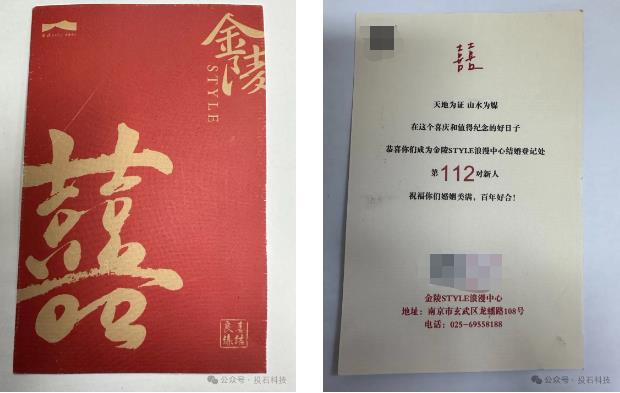 金陵
STYLE
囍
良缘
喜结
公众号·投石科技
囍
天地为证 山水为媒
在这个喜庆和值得纪念的好日子
恭喜你们成为金陵STYLE浪漫中心结婚登记处
第112对新人
祝福你们婚姻美满，百年好合！
金陵STYLE浪漫中心
地址：南京市玄武区龙蟠路108号
电话：025-69558188
公众号·投石科技